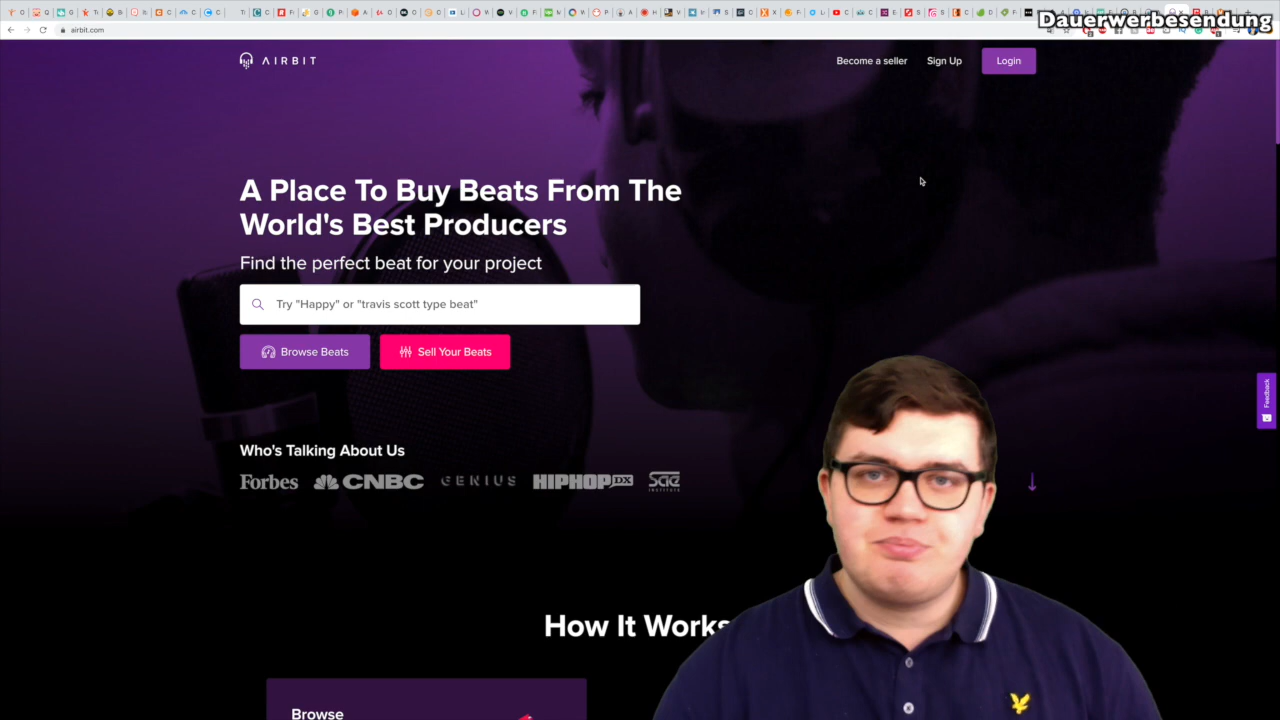 Dauerwerbesendung
airbit.com
AIRBIT
Become a seller
Sign Up
Login
A Place To Buy Beats From The
World's Best Producers
Find the perfect beat for your project
Try "Happy" or "travis scott type beat"
Browse Beats
Sell Your Beats
Feedback
Who's Talking About Us
Forbes
CNBC
GENIUS
HIPHOPDX
SAE
INSTITUTE
How It Works
Browse